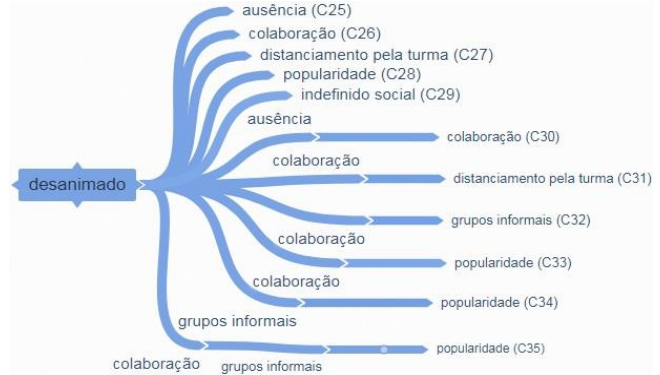 ausência (C25)
colaboração (C26)
distanciamento pela turma (C27)
popularidade (C28)
indefinido social (C29)
ausência
colaboração (C30)
colaboração
desanimado
distanciamento pela turma (C31)
grupos informais (C32)
colaboração
popularidade (C33)
colaboração
popularidade (C34)
grupos informais
popularidade (C35)
colaboração
grupos informais